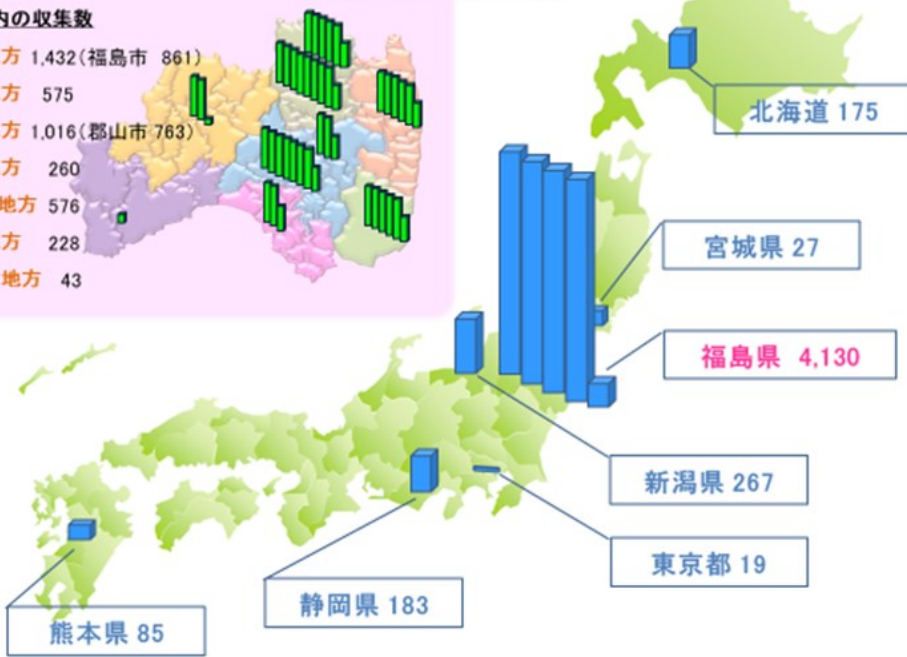 内の収集数
方 1,432(福島市 861)
方 575
方 1,016(郡山市 763)
方 260
地方 576
方 228
地方 43
北海道 175
宮城県 27
福島県 4,130
新潟県 267
東京都 19
静岡県 183
熊本県 85